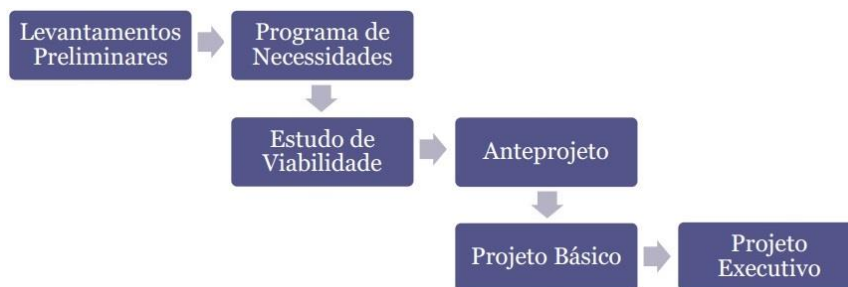 Levantamentos
Preliminares
Programa de
Necessidades
Estudo de
Viabilidade
Anteprojeto
Projeto Básico
Projeto
Executivo